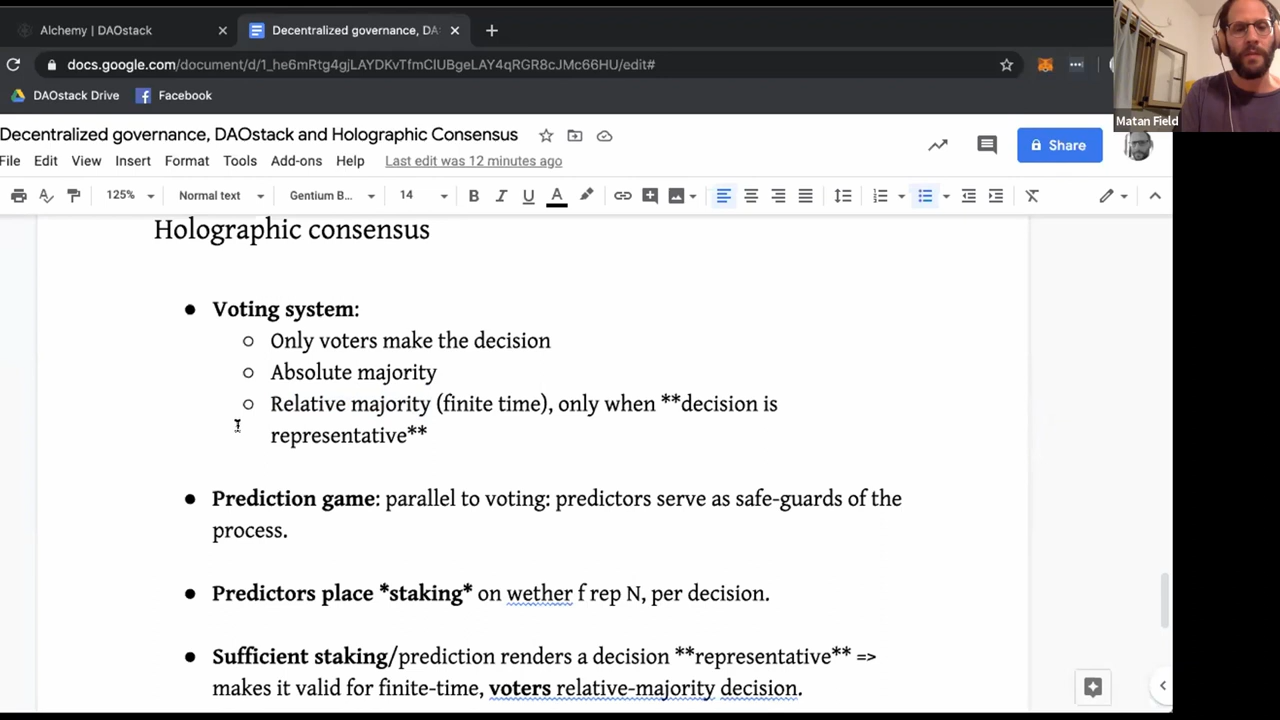 Alchemy | DAOstack
Decentralized governance, DA
docs.google.com/document/d/1_he6mRtg4gjLAYDKvTfmClUBgeLAY4qRGR8cJMc66HU/edit#
DAOstack Drive Facebook
Matan Field
Decentralized governance, DAOstack and Holographic Consensus
File Edit View Insert Format Tools Add-ons Help Last edit was 12 minutes ago
Share
125% Normal text Gentium B... 14 B I U A
Holographic consensus
● Voting system:
○ Only voters make the decision
○ Absolute majority
○ Relative majority (finite time), only when **decision is
representative**
● Prediction game: parallel to voting: predictors serve as safe-guards of the
process.
● Predictors place *staking* on wether f rep N, per decision.
● Sufficient staking/prediction renders a decision **representative** =>
makes it valid for finite-time, voters relative-majority decision.